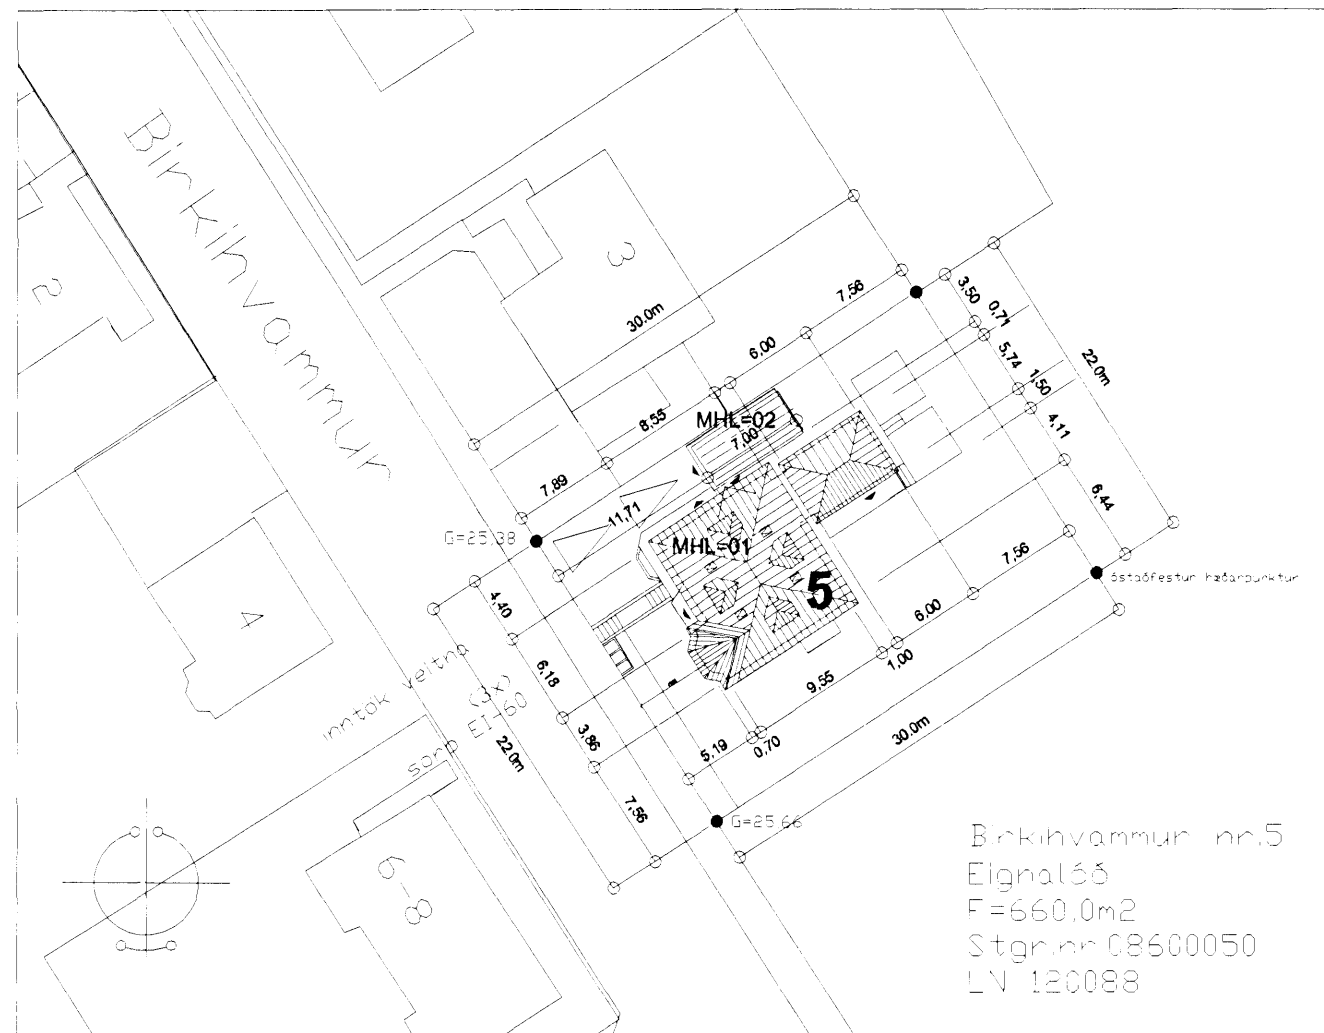 Birkihvammur
2
3
4
6-8
30.0m
7,56
6,00
8,55
7,89
MHL=02
7,00
11,71
MHL=01
5
G=25.38
3,50
0,71
5,74
1,50
4,11
6,44
22.0m
óstaðfestur hæðarpunktur
7,56
6,00
1,00
9,55
0,70
5,19
30.0m
4,40
6,18
3,86
7,56
22.0m
inntök veitna
(3x)
EI-60
sorp
G=25.66
Birkihvammur nr.5
Eignalóð
F=660.0m2
Stgr.nr 08600050
LN 120088